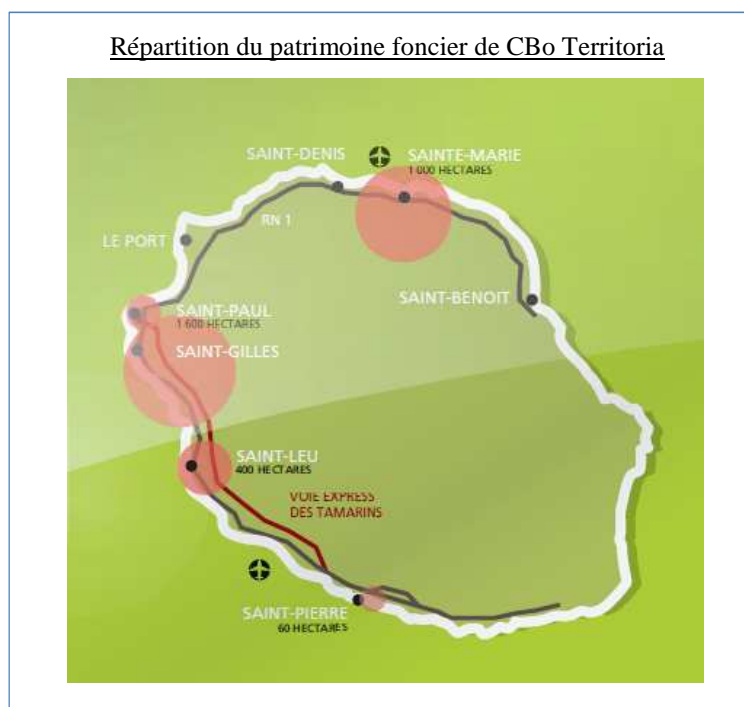 Répartition du patrimoine foncier de CBo Territoria
SAINT-DENIS
SAINTE-MARIE
1 000 HECTARES
RN 1
LE PORT
SAINT-BENOIT
SAINT-PAUL
1 600 HECTARES
SAINT-GILLES
SAINT-LEU
400 HECTARES
VOIE EXPRESS
DES TAMARINS
SAINT-PIERRE
60 HECTARES